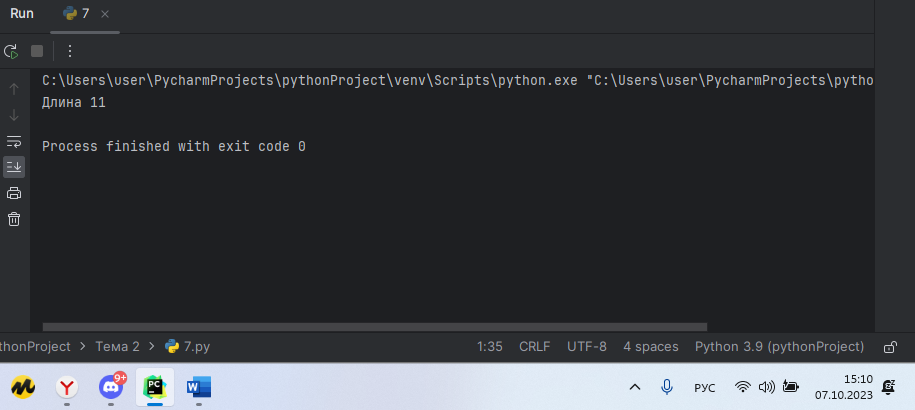 Run 7
C:\Users\user\PycharmProjects\pythonProject\venv\Scripts\python.exe "C:\Users\user\PycharmProjects\pytho
Длина 11
Process finished with exit code 0
thonProject > Тема 2 > 7.py 1:35 CRLF UTF-8 4 spaces Python 3.9 (pythonProject)
Y 9+ PC W РУС 15:10
07.10.2023